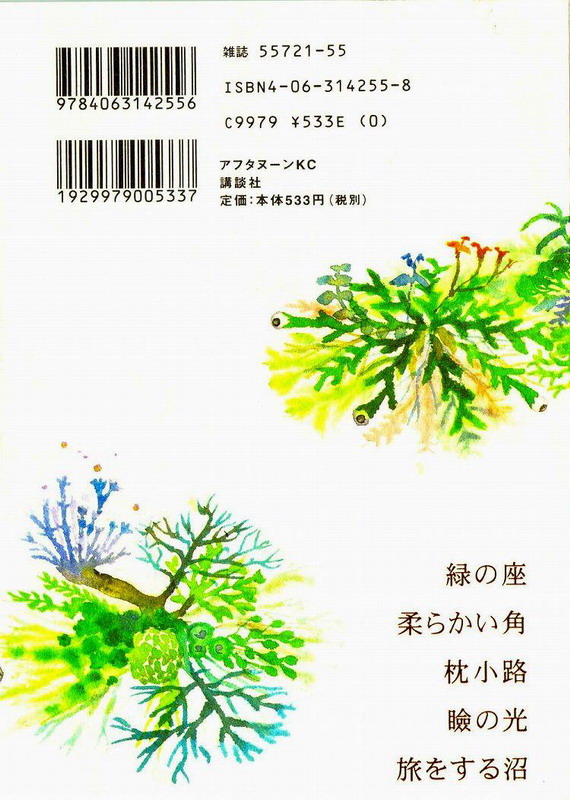 雑誌 55721-55
9784063142556
ISBN4-06-314255-8
C9979 ¥533E (0)
1929979005337
アフタヌーンKC
講談社
定価:本体533円(税別)
緑の座
柔らかい角
枕小路
瞼の光
旅をする沼